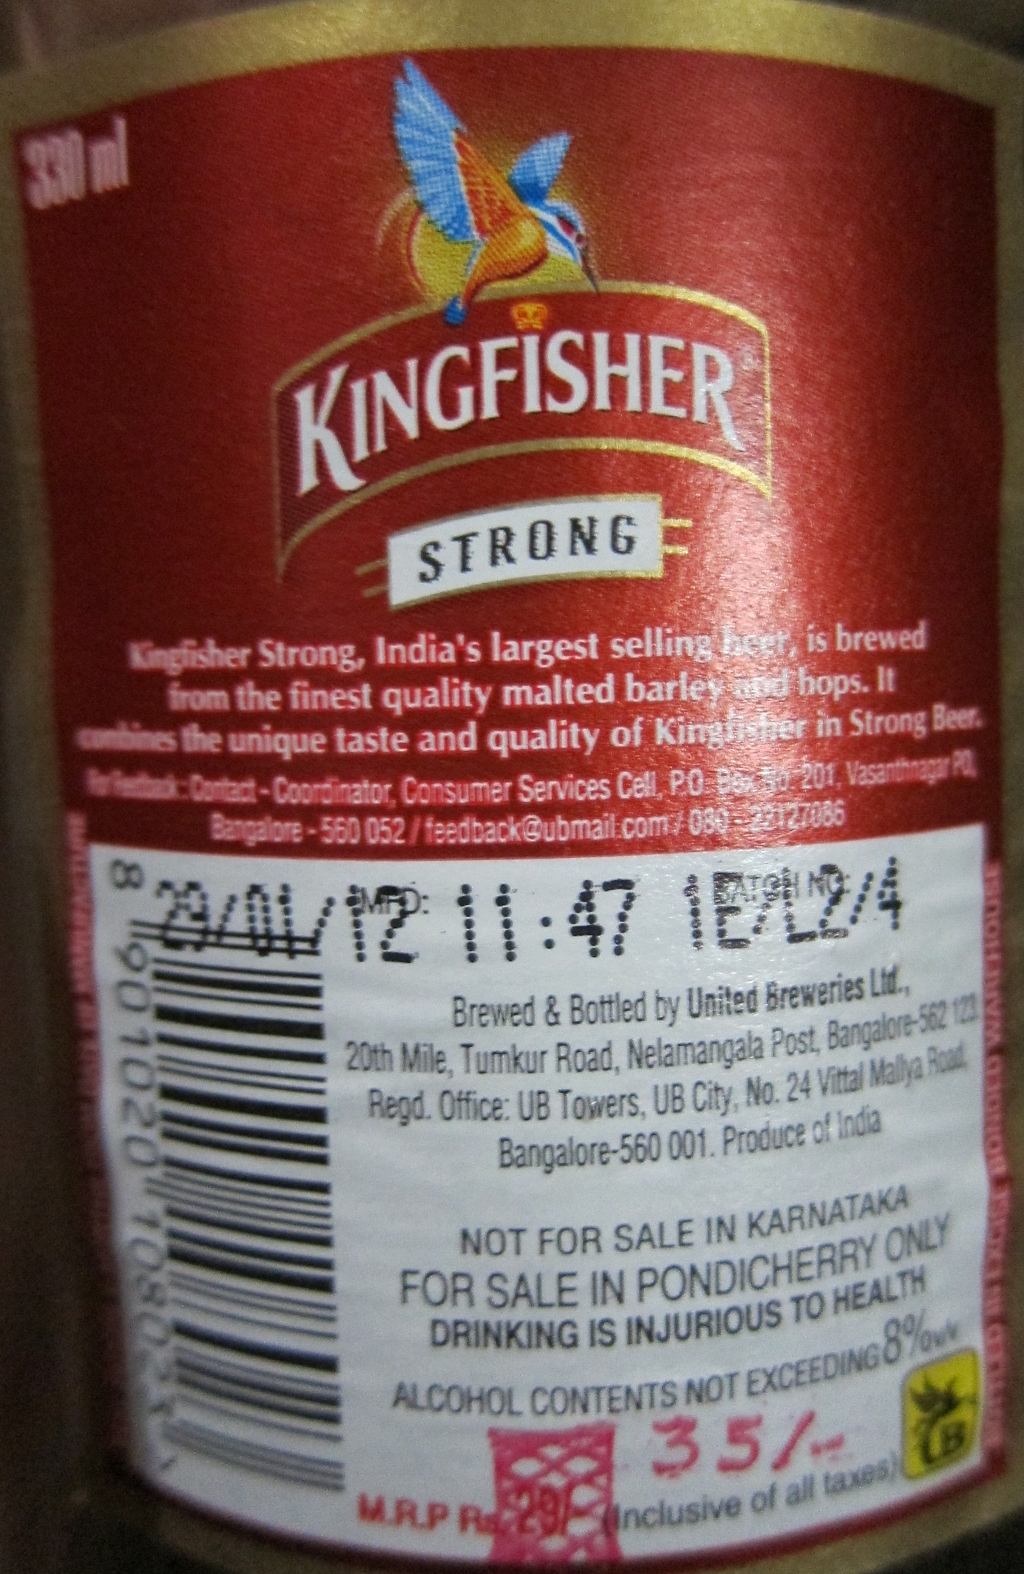 330 ml
KINGFISHER
STRONG
Kingfisher Strong, India's largest selling beer, is brewed
from the finest quality malted barley and hops. It
combines the unique taste and quality of Kingfisher in Strong Beer.
For Feedback : Contact - Coordinator, Consumer Services Cell, P.O. Box No. 201, Vasanthnagar PO,
Bangalore - 560 052 / feedback@ubmail.com / 080 - 22127086
MFD: BATCH NO:
29/01/12 11:47 1E/L2/4
Brewed & Bottled by United Breweries Ltd.,
20th Mile, Tumkur Road, Nelamangala Post, Bangalore-562 123.
Regd. Office: UB Towers, UB City, No. 24 Vittal Mallya Road,
Bangalore-560 001. Produce of India
NOT FOR SALE IN KARNATAKA
FOR SALE IN PONDICHERRY ONLY
DRINKING IS INJURIOUS TO HEALTH
ALCOHOL CONTENTS NOT EXCEEDING 8% v/v
35/-
M.R.P Rs. 29/- (Inclusive of all taxes)
UB